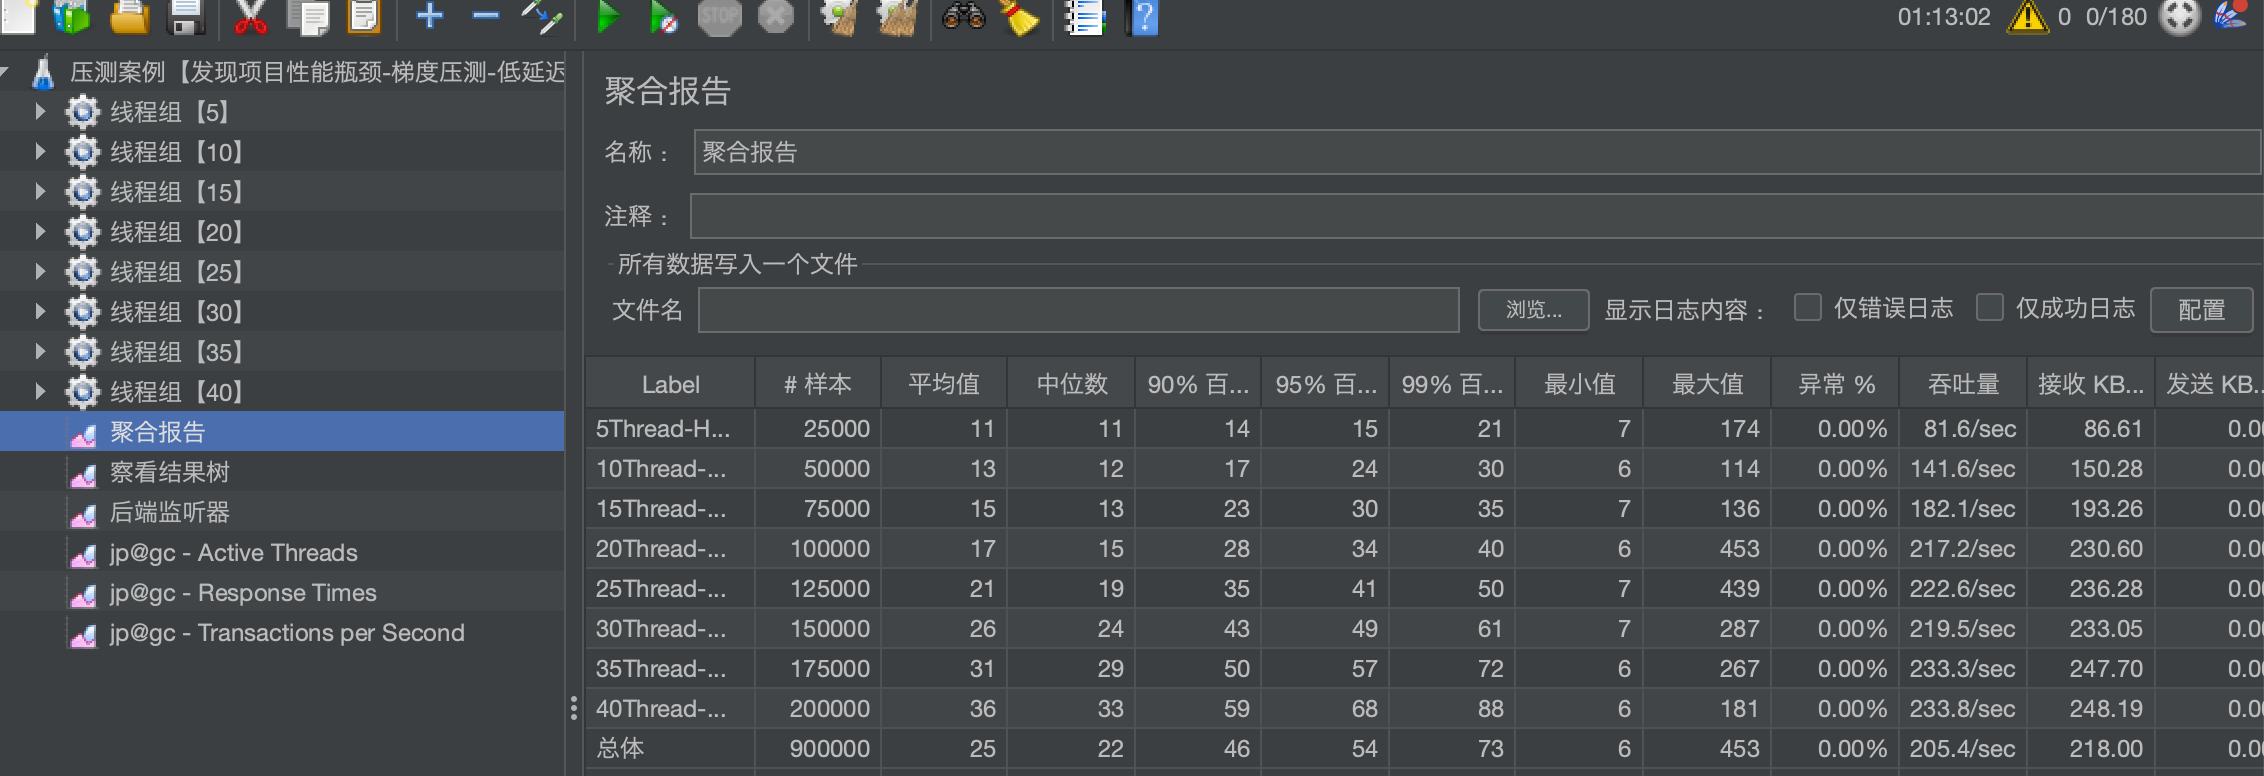 STOP
?
01:13:02
0
0/180
压测案例【发现项目性能瓶颈-梯度压测-低延迟
线程组【5】
线程组【10】
线程组【15】
线程组【20】
线程组【25】
线程组【30】
线程组【35】
线程组【40】
聚合报告
察看结果树
后端监听器
jp@gc - Active Threads
jp@gc - Response Times
jp@gc - Transactions per Second
聚合报告
名称：
聚合报告
注释：
所有数据写入一个文件
文件名 浏览... 显示日志内容： 仅错误日志 仅成功日志 配置
Label # 样本 平均值 中位数 90% 百... 95% 百... 99% 百... 最小值 最大值 异常 % 吞吐量 接收 KB... 发送 KB...
5Thread-H... 25000 11 11 14 15 21 7 174 0.00% 81.6/sec 86.61 0.00
10Thread-... 50000 13 12 17 24 30 6 114 0.00% 141.6/sec 150.28 0.00
15Thread-... 75000 15 13 23 30 35 7 136 0.00% 182.1/sec 193.26 0.00
20Thread-... 100000 17 15 28 34 40 6 453 0.00% 217.2/sec 230.60 0.00
25Thread-... 125000 21 19 35 41 50 7 439 0.00% 222.6/sec 236.28 0.00
30Thread-... 150000 26 24 43 49 61 7 287 0.00% 219.5/sec 233.05 0.00
35Thread-... 175000 31 29 50 57 72 6 267 0.00% 233.3/sec 247.70 0.00
40Thread-... 200000 36 33 59 68 88 6 181 0.00% 233.8/sec 248.19 0.00
总体 900000 25 22 46 54 73 6 453 0.00% 205.4/sec 218.00 0.00